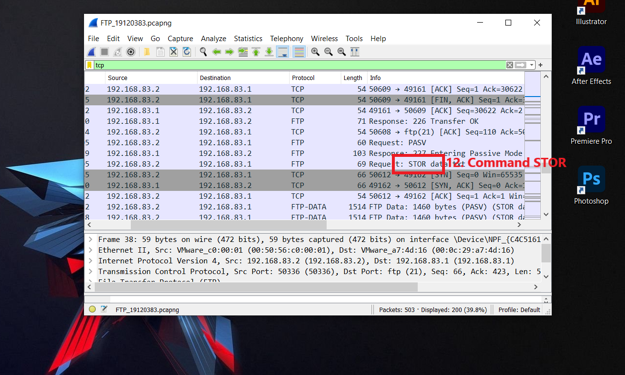 FTP_19120383.pcapng
File Edit View Go Capture Analyze Statistics Telephony Wireless Tools Help
tcp
Source Destination Protocol Length Info
2 192.168.83.2 192.168.83.1 TCP 54 50609 → 49161 [ACK] Seq=1 Ack=30622
5 192.168.83.2 192.168.83.1 TCP 54 50609 → 49161 [FIN, ACK] Seq=1 Ack=
0 192.168.83.1 192.168.83.2 TCP 54 49161 → 50609 [ACK] Seq=30622 Ack=2
2 192.168.83.1 192.168.83.2 FTP 71 Response: 226 Transfer OK
4 192.168.83.2 192.168.83.1 TCP 54 50608 → ftp(21) [ACK] Seq=110 Ack=50
5 192.168.83.2 192.168.83.1 FTP 60 Request: PASV
9 192.168.83.1 192.168.83.2 FTP 103 Response: 227 Entering Passive Mode
5 192.168.83.2 192.168.83.1 FTP 69 Request: STOR
12. Command STOR
5 192.168.83.2 192.168.83.1 TCP 66 50612 → 49162 [SYN] Seq=0 Win=65535
0 192.168.83.1 192.168.83.2 TCP 66 49162 → 50612 [SYN, ACK] Seq=0
2 192.168.83.2 192.168.83.1 TCP 54 50612 → 49162 [ACK] Seq=1 Ack=1 Win=
7 192.168.83.2 192.168.83.1 FTP-DATA 1514 FTP Data: 1460 bytes (PASV) (STOR da
8 192.168.83.2 192.168.83.1 FTP-DATA 1514 FTP Data: 1460 bytes (PASV) (STOR da
Frame 38: 59 bytes on wire (472 bits), 59 bytes captured (472 bits) on interface \Device\NPF_{C4C5161
Ethernet II, Src: VMware_c0:00:01 (00:50:56:c0:00:01), Dst: VMware_a7:4d:16 (00:0c:29:a7:4d:16)
Internet Protocol Version 4, Src: 192.168.83.2 (192.168.83.2), Dst: 192.168.83.1 (192.168.83.1)
Transmission Control Protocol, Src Port: 50336 (50336), Dst Port: ftp (21), Seq: 66, Ack: 423, Len: 5
File Transfer Protocol (FTP)
FTP_19120383.pcapng Packets: 503 · Displayed: 200 (39.8%) Profile: Default
Ai
Illustrator
Ae
After Effects
Pr
Premiere Pro
Ps
Photoshop